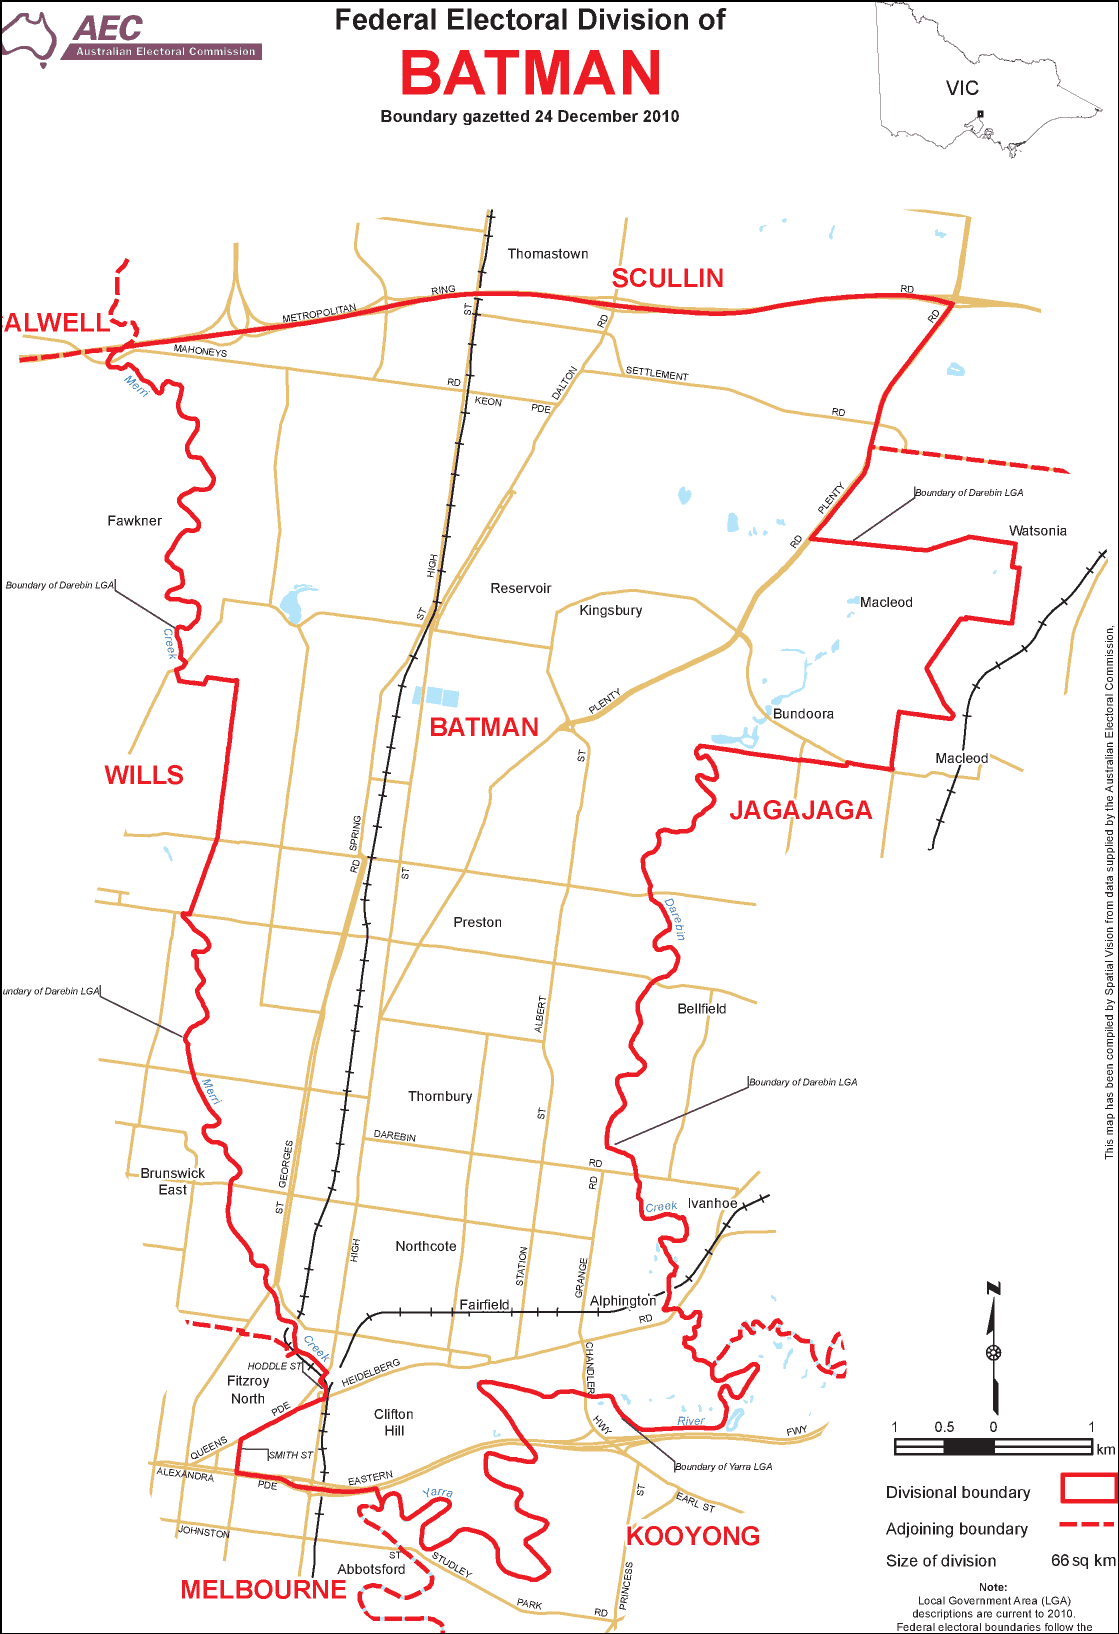 AEC
Australian Electoral Commission
Federal Electoral Division of
BATMAN
Boundary gazetted 24 December 2010
VIC
Thomastown
SCULLIN
RING
RD
METROPOLITAN
ST
RD
RD
ALWELL
MAHONEYS
Merri
RD
KEON
PDE
DALTON
SETTLEMENT
RD
PLENTY
RD
Boundary of Darebin LGA
Watsonia
Fawkner
HIGH
ST
Reservoir
Kingsbury
Macleod
Boundary of Darebin LGA
Creek
PLENTY
Bundoora
BATMAN
ST
Macleod
WILLS
JAGAJAGA
SPRING
RD
ST
Darebin
Preston
undary of Darebin LGA
ALBERT
Bellfield
Merri
Thornbury
ST
Boundary of Darebin LGA
DAREBIN
RD
RD
GEORGES
ST
Brunswick
East
Creek
Ivanhoe
HIGH
Northcote
STATION
GRANGE
Fairfield
Alphington
RD
Creek
HODDLE ST
Fitzroy
North
HEIDELBERG
CHANDLER
HWY
PDE
Clifton
Hill
River
FWY
QUEENS
SMITH ST
Boundary of Yarra LGA
ALEXANDRA
PDE
EASTERN
Yarra
ST
EARL ST
JOHNSTON
ST
Abbotsford
STUDLEY
PARK
RD
PRINCESS
KOOYONG
MELBOURNE
N
1 0.5 0 1
km
Divisional boundary
Adjoining boundary
Size of division 66 sq km
Note:
Local Government Area (LGA)
descriptions are current to 2010.
Federal electoral boundaries follow the
This map has been compiled by Spatial Vision from data supplied by the Australian Electoral Commission.